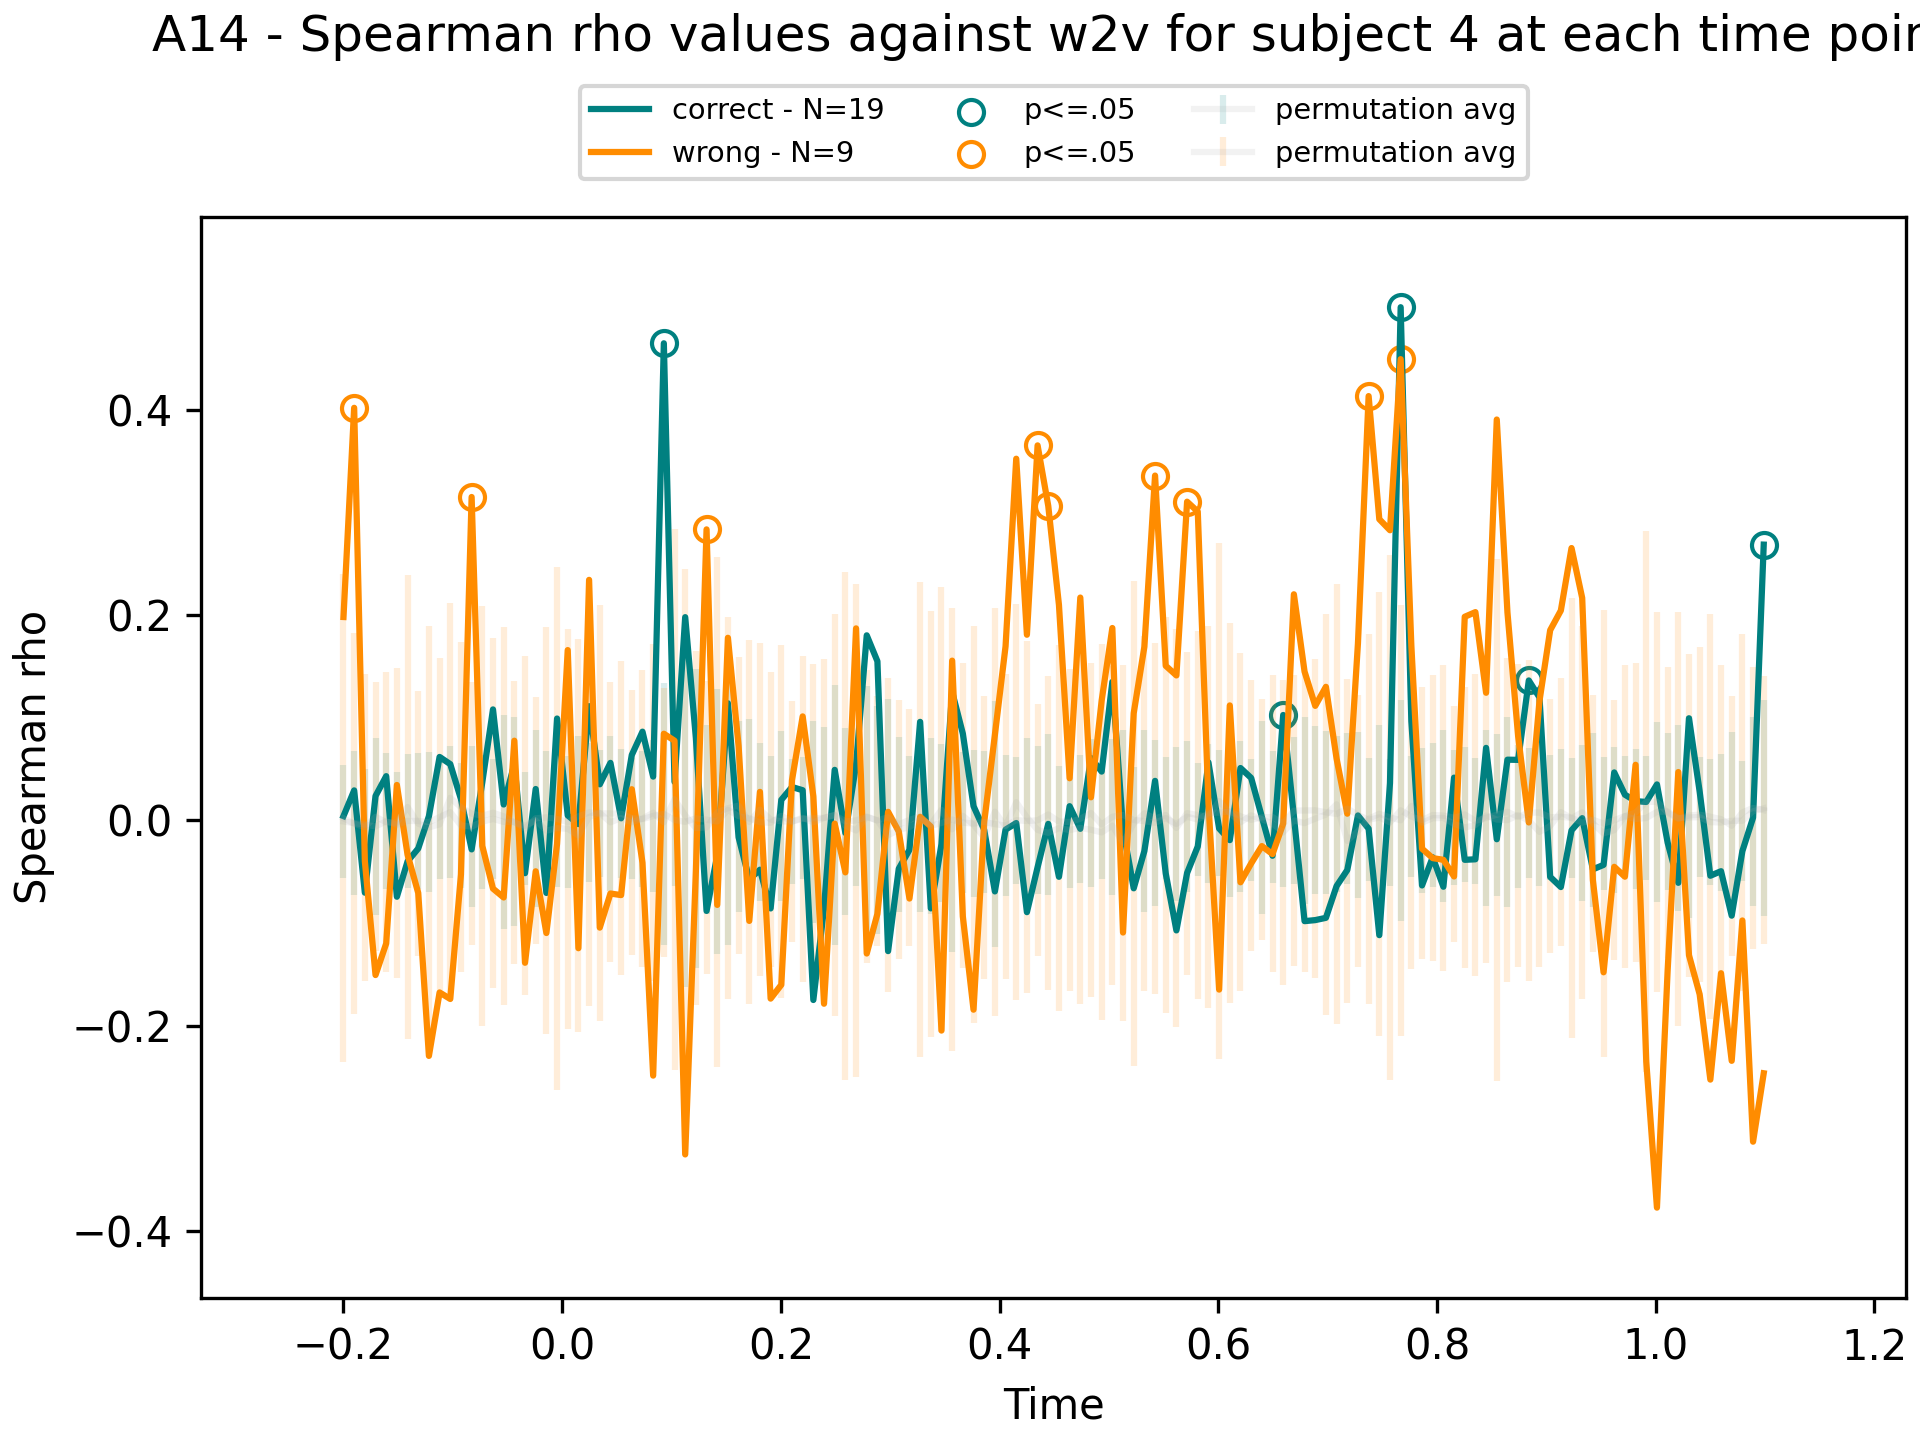 A14 - Spearman rho values against w2v for subject 4 at each time poin
correct - N=19 p<=.05 permutation avg
wrong - N=9 p<=.05 permutation avg
0.4
0.2
0.0
−0.2
−0.4
Spearman rho
−0.2 0.0 0.2 0.4 0.6 0.8 1.0 1.2
Time